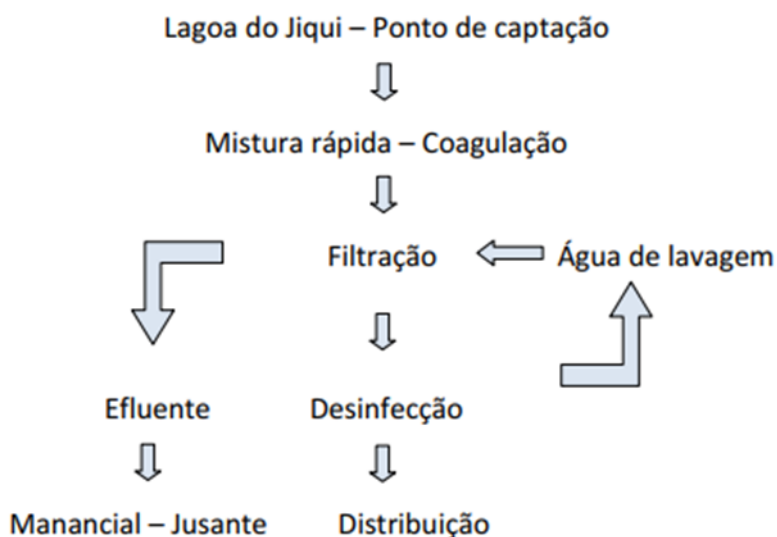 Lagoa do Jiqui – Ponto de captação
Mistura rápida – Coagulação
Filtração
Água de lavagem
Efluente
Desinfecção
Manancial – Jusante
Distribuição